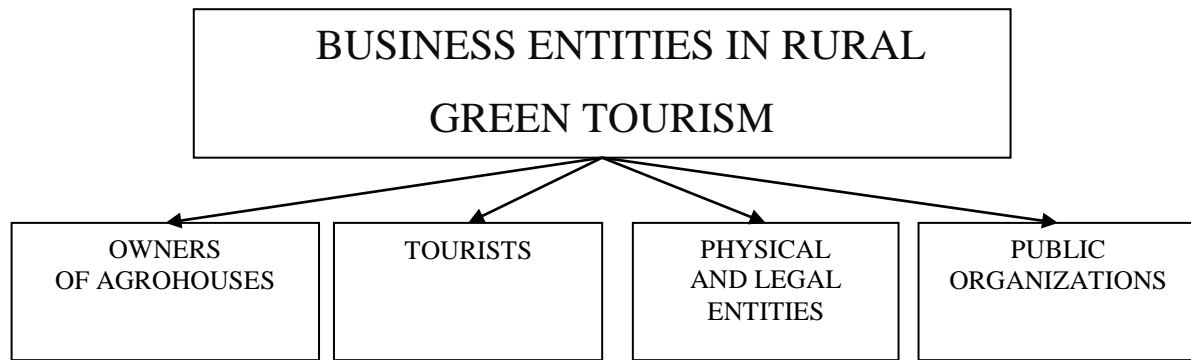 BUSINESS ENTITIES IN RURAL
GREEN TOURISM
OWNERS
OF AGROHOUSES
TOURISTS
PHYSICAL
AND LEGAL
ENTITIES
PUBLIC
ORGANIZATIONS